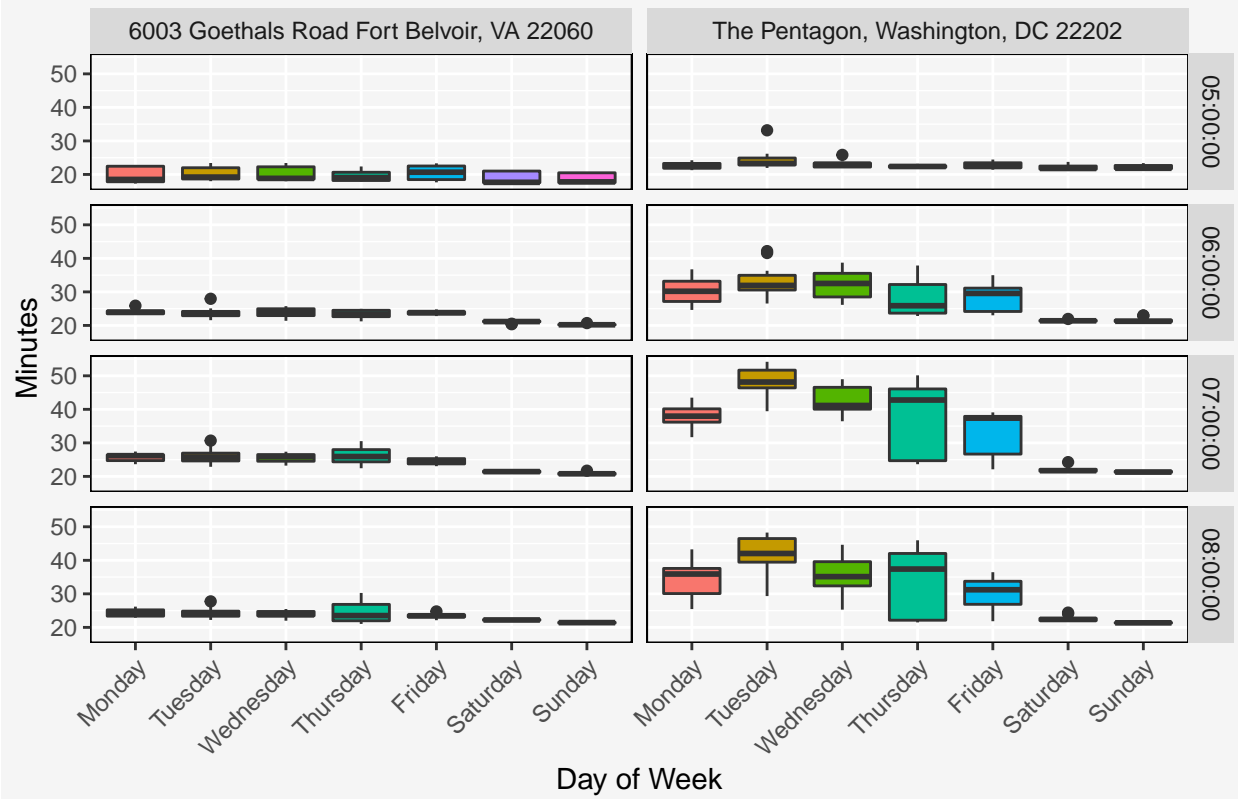 6003 Goethals Road Fort Belvoir, VA 22060
The Pentagon, Washington, DC 22202
50
40
30
20
05:00:00
50
40
30
20
06:00:00
50
40
30
20
07:00:00
50
40
30
20
08:00:00
Minutes
Monday
Tuesday
Wednesday
Thursday
Friday
Saturday
Sunday
Monday
Tuesday
Wednesday
Thursday
Friday
Saturday
Sunday
Day of Week